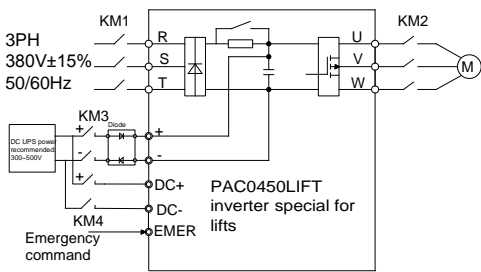 KM1
KM2
3PH
380V±15%
50/60Hz
R
S
T
U
V
W
M
KM3
Diode
DC UPS power
recommended:
300~500V
+
-
+
-
+
-
DC+
DC-
EMER
KM4
Emergency
command
PAC0450LIFT
inverter special for
lifts